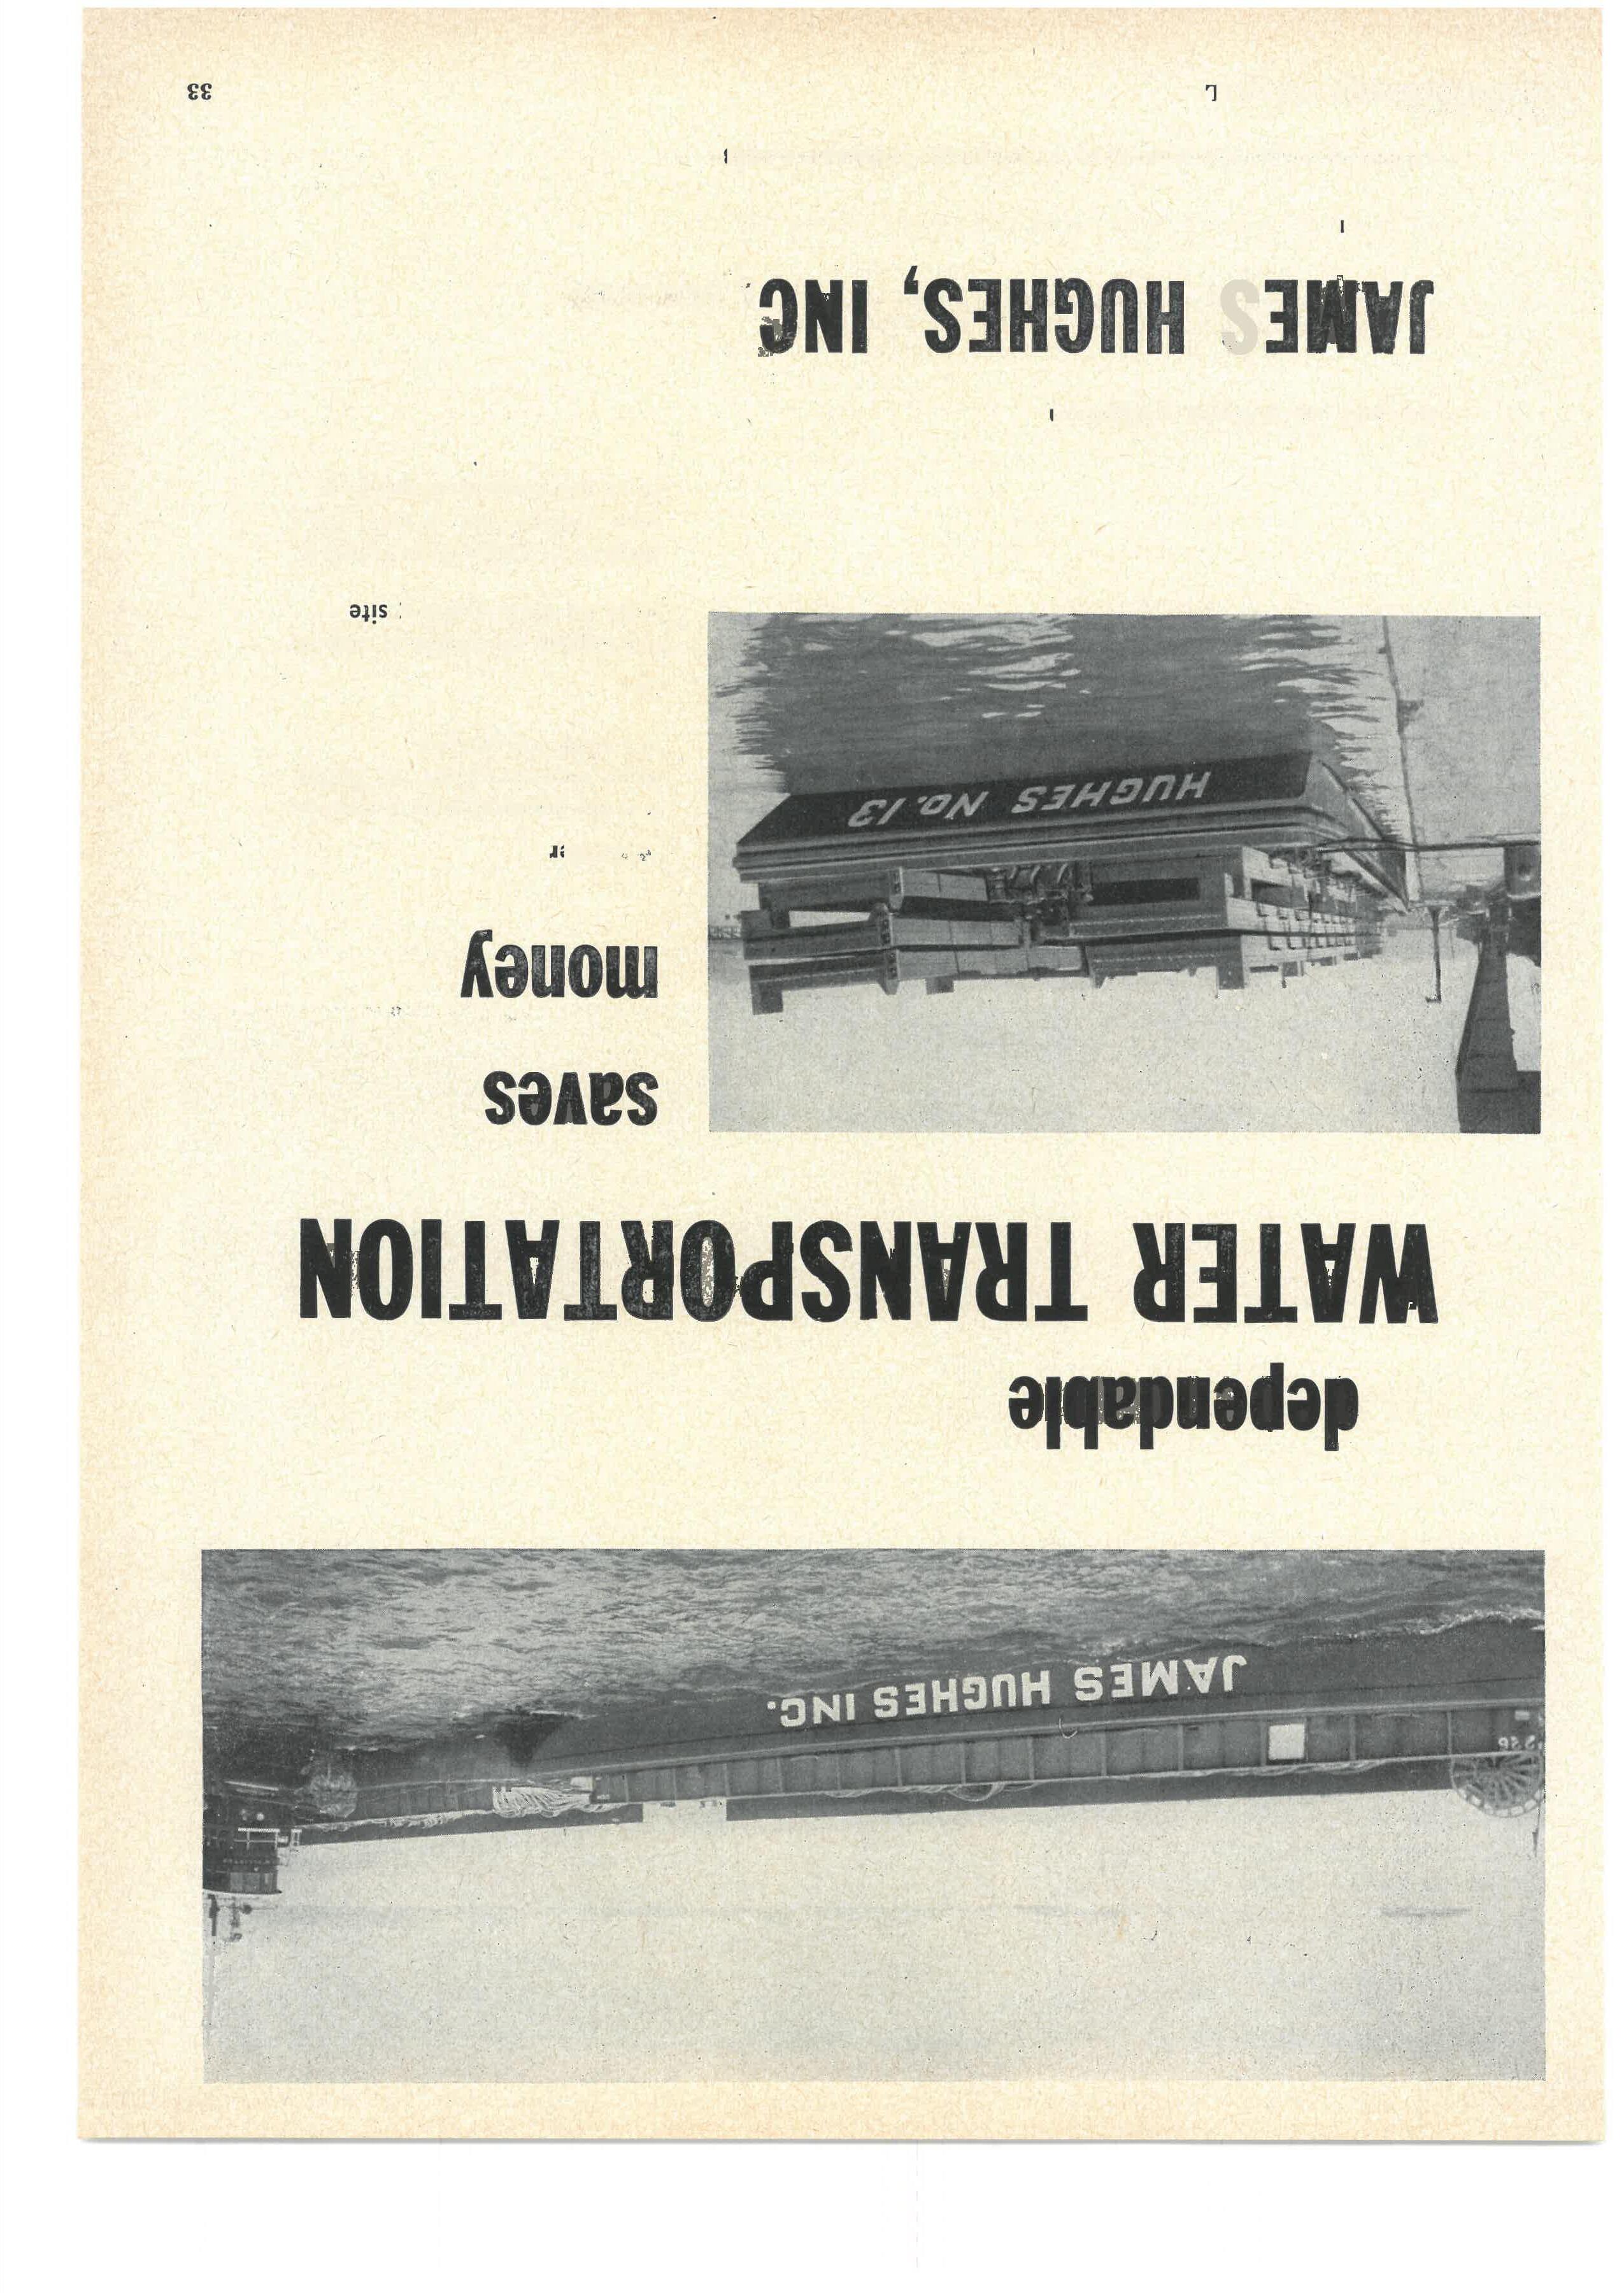 JAMES HUGHES INC.
dependable
WATER TRANSPORTATION
saves
money
HUGHES No. 13
site
JAMES HUGHES, INC
33